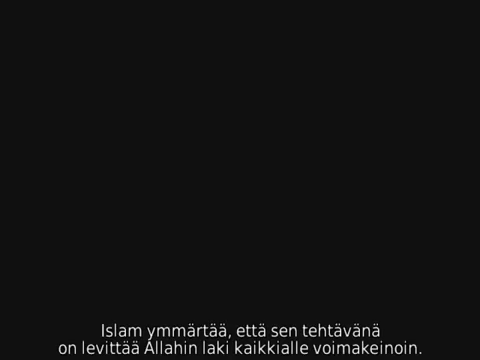 Islam ymmärtää, että sen tehtävänä
on levittää Allahin laki kaikkialle voimakeinoin.